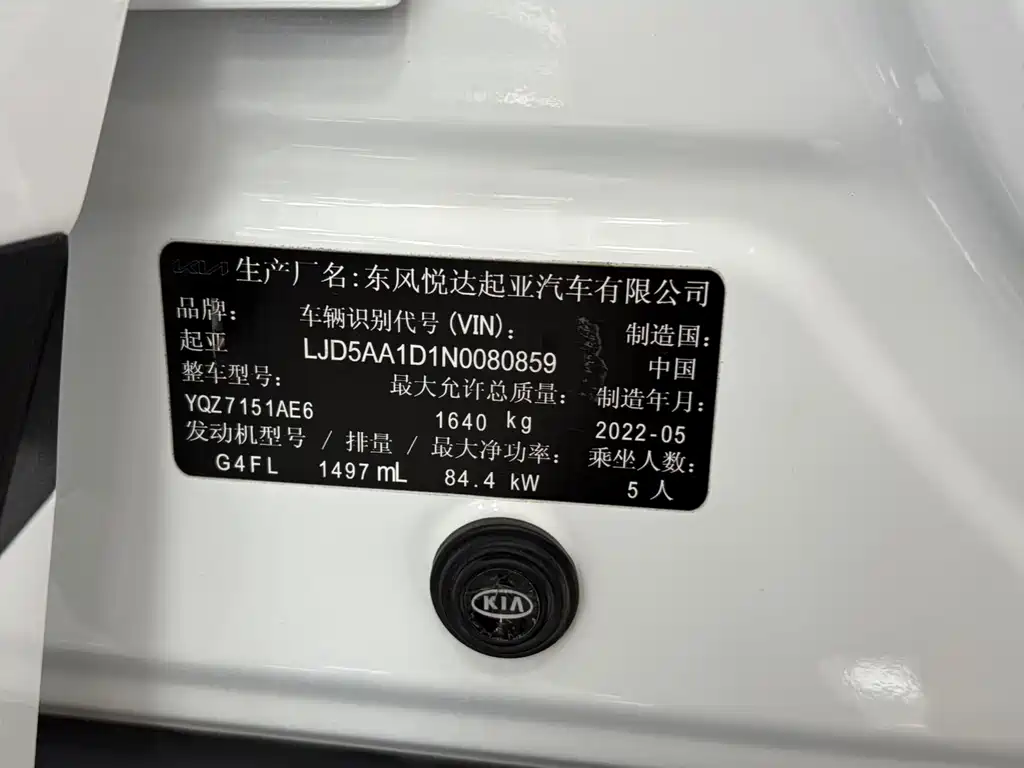 KIA 生产厂名:东风悦达起亚汽车有限公司
品牌: 车辆识别代号(VIN): 制造国:
起亚 LJD5AA1D1N0080859 中国
整车型号: 最大允许总质量: 制造年月:
YQZ7151AE6 1640 kg 2022-05
发动机型号 / 排量 / 最大净功率: 乘坐人数:
G4FL 1497 mL 84.4 kW 5 人
KIA